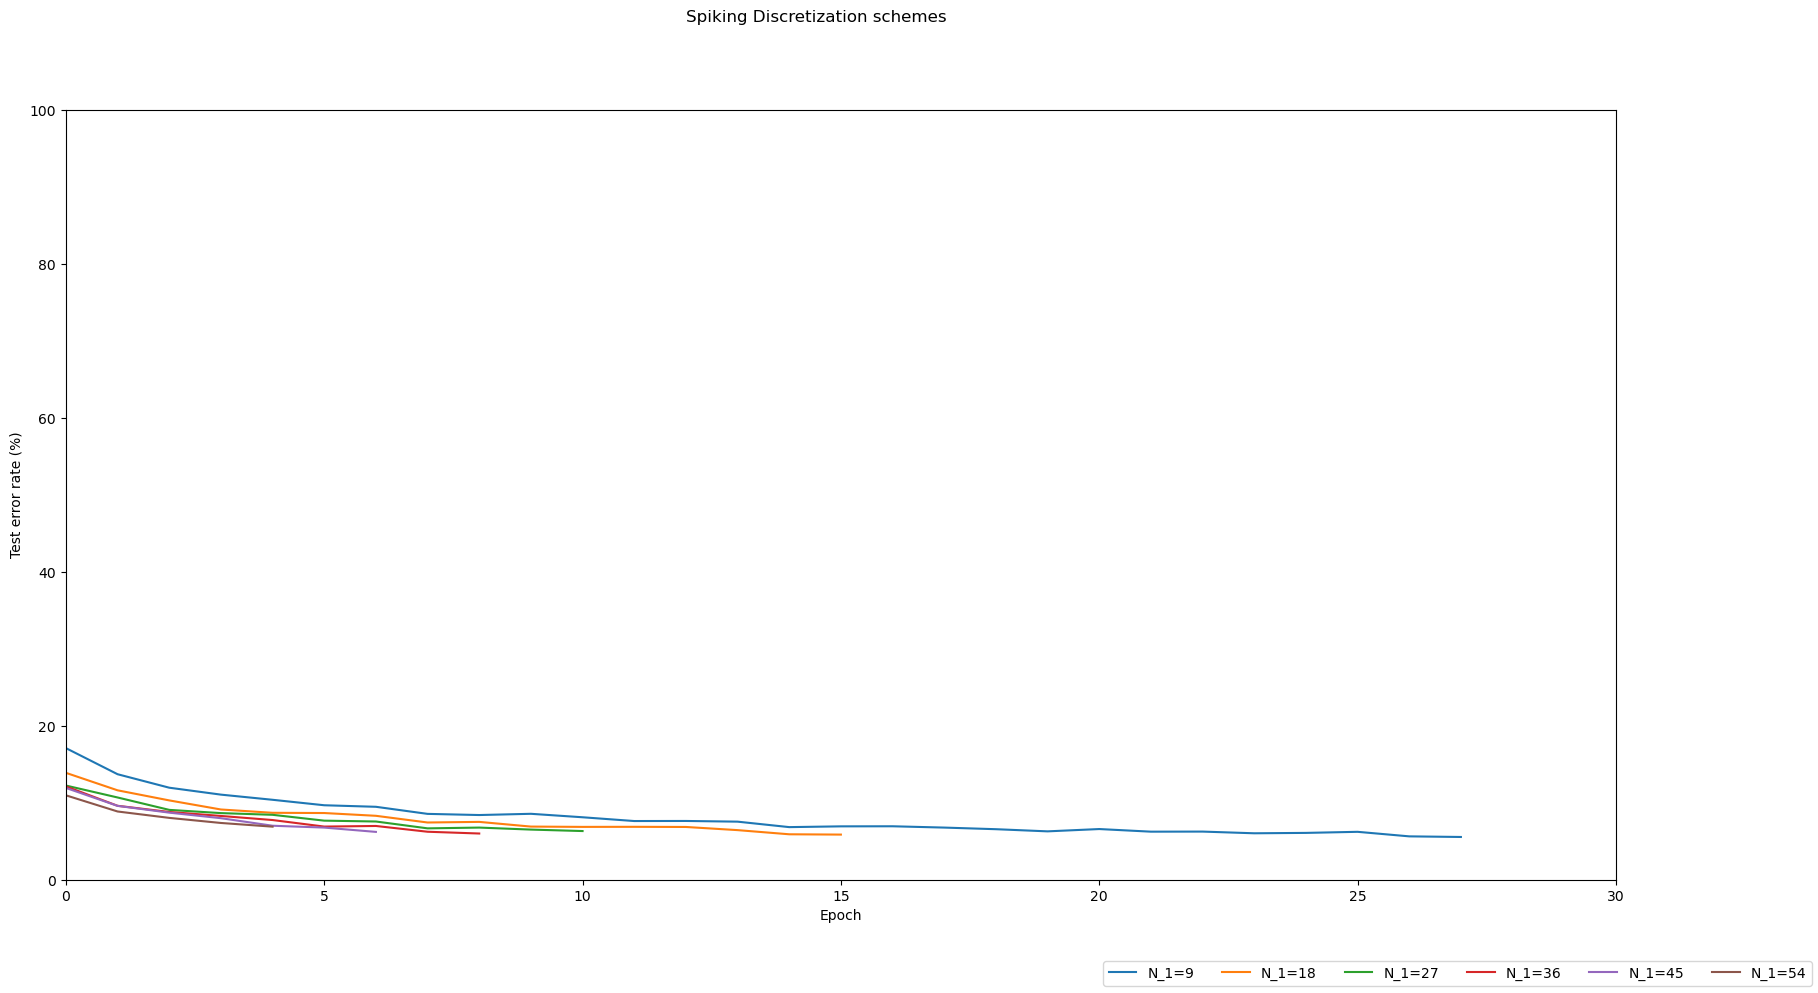 Spiking Discretization schemes
100
80
60
40
20
0
Test error rate (%)
0 5 10 15 20 25 30
Epoch
N_1=9 N_1=18 N_1=27 N_1=36 N_1=45 N_1=54